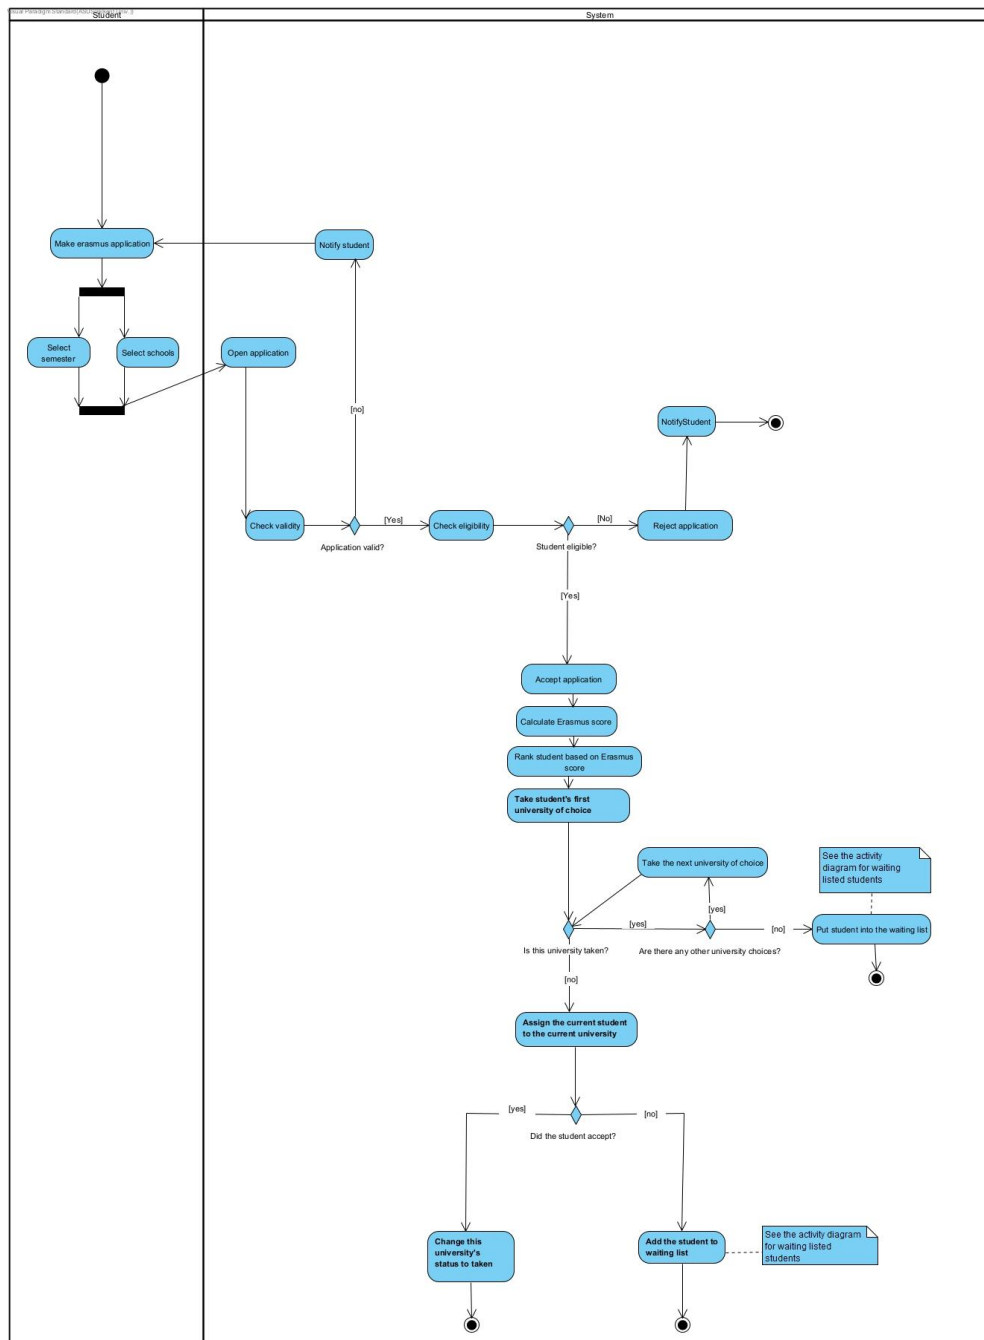 Student
System
Make erasmus application
Notify student
Select
semester
Select schools
Open application
[no]
NotifyStudent
Check validity
[Yes]
Check eligibility
[No]
Reject application
Application valid?
Student eligible?
[Yes]
Accept application
Calculate Erasmus score
Rank student based on Erasmus
score
Take student's first
university of choice
Take the next university of choice
See the activity
diagram for waiting
listed students
[yes]
[yes]
[no]
Put student into the waiting list
Is this university taken?
Are there any other university choices?
[no]
Assign the current student
to the current university
[yes]
[no]
Did the student accept?
Change this
university's
status to taken
Add the student to
waiting list
See the activity diagram
for waiting listed
students